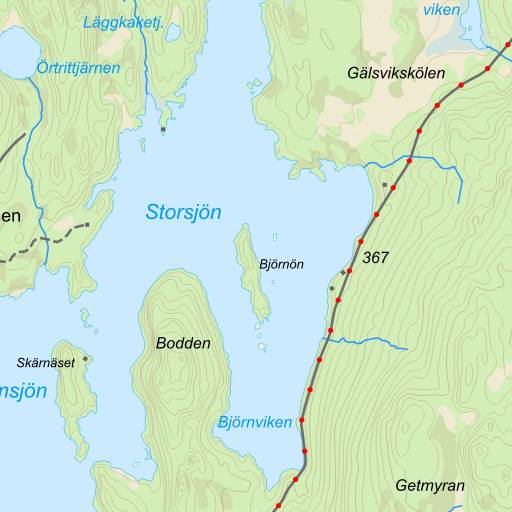 viken
Läggkaketj.
Örtrittjärnen
Gälsvikskölen
Storsjön
en
367
Björnön
Bodden
Skärnäset
nsjön
Björnviken
Getmyran